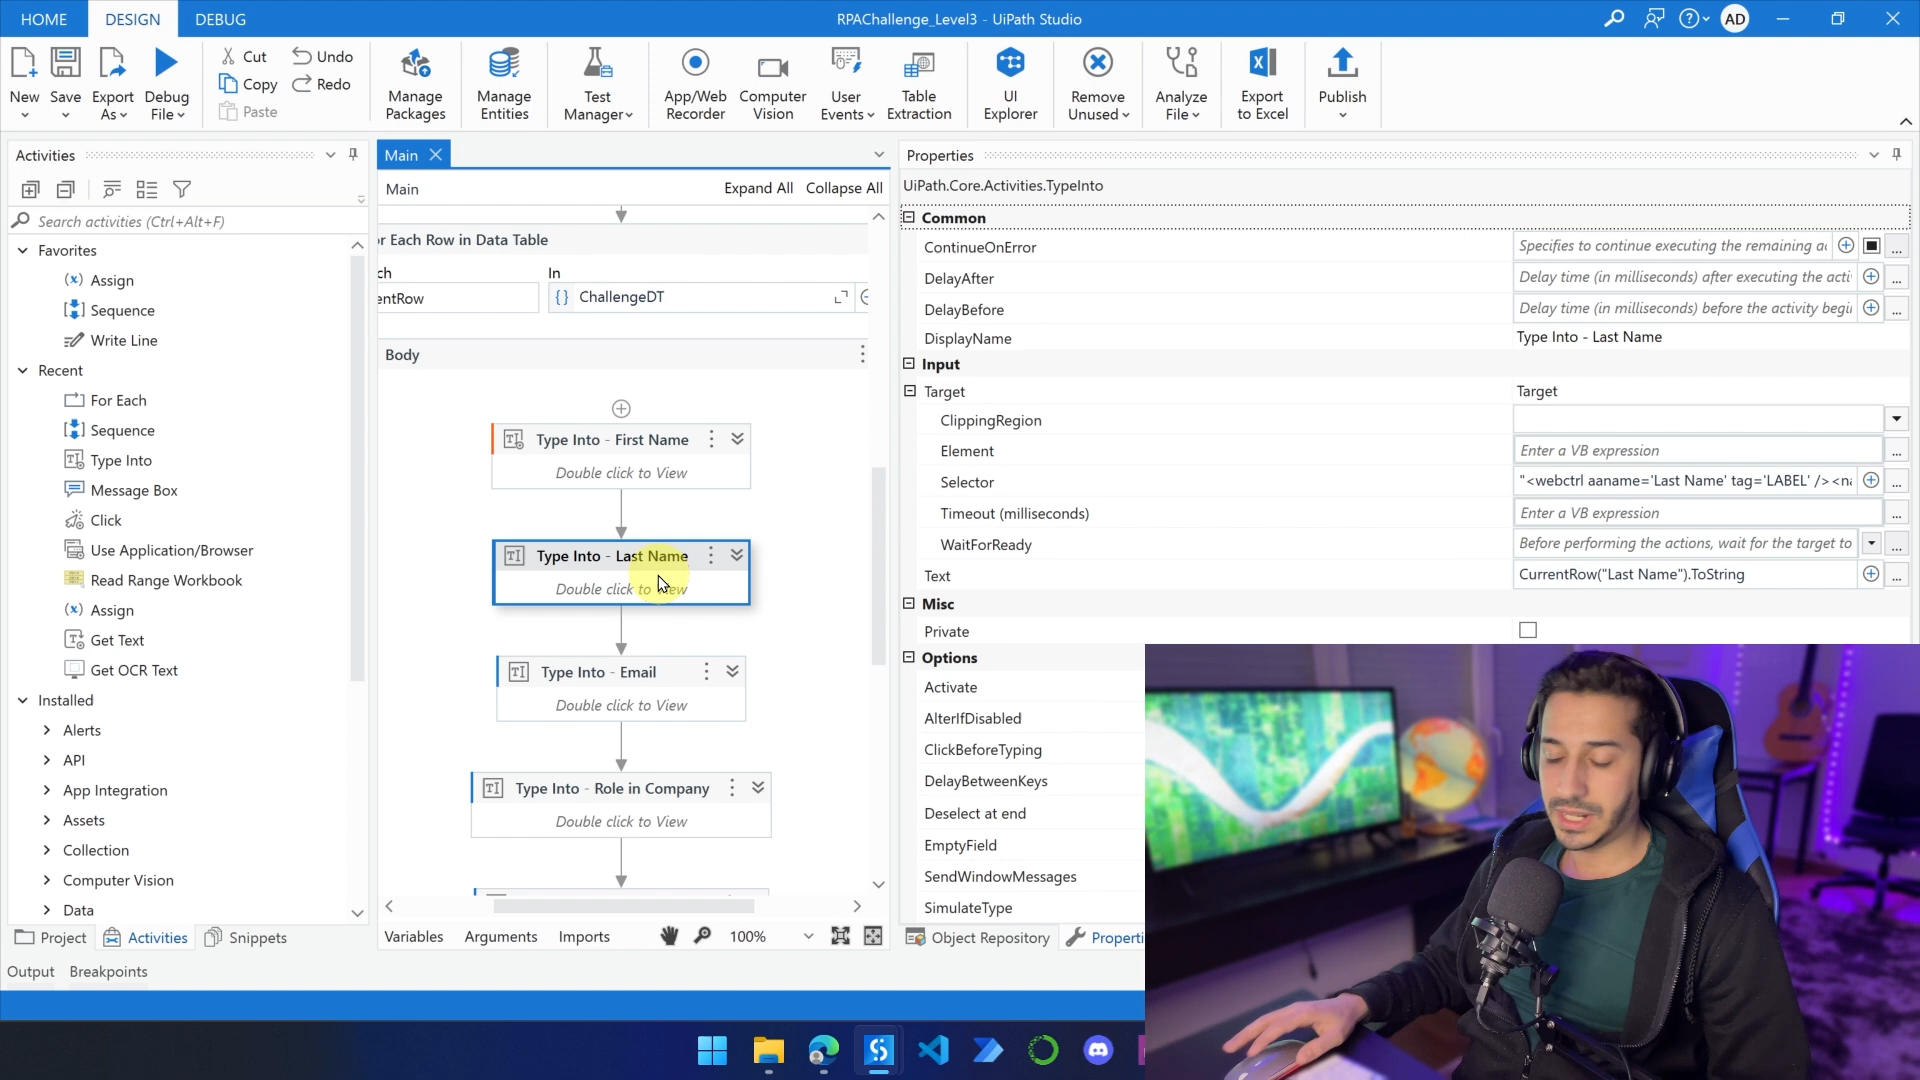 HOME DESIGN DEBUG
RPAChallenge_Level3 - UiPath Studio
AD
New
Save
Export As
Debug File
Cut
Copy
Paste
Undo
Redo
Manage Packages
Manage Entities
Test Manager
App/Web Recorder
Computer Vision
User Events
Table Extraction
UI Explorer
Remove Unused
Analyze File
Export to Excel
Publish
Activities
Search activities (Ctrl+Alt+F)
Favorites
Assign
Sequence
Write Line
Recent
For Each
Sequence
Type Into
Message Box
Click
Use Application/Browser
Read Range Workbook
Assign
Get Text
Get OCR Text
Installed
Alerts
API
App Integration
Assets
Collection
Computer Vision
Data
Project
Activities
Snippets
Output
Breakpoints
Main
Main
Expand All
Collapse All
or Each Row in Data Table
ch
In
entRow
{} ChallengeDT
Body
Type Into - First Name
Double click to View
Type Into - Last Name
Double click to View
Type Into - Email
Double click to View
Type Into - Role in Company
Double click to View
Variables
Arguments
Imports
100%
Properties
UiPath.Core.Activities.TypeInto
Common
ContinueOnError
Specifies to continue executing the remaining a
DelayAfter
Delay time (in milliseconds) after executing the acti
DelayBefore
Delay time (in milliseconds) before the activity begi
DisplayName
Type Into - Last Name
Input
Target
Target
ClippingRegion
Element
Enter a VB expression
Selector
"<webctrl aaname='Last Name' tag='LABEL' /><na
Timeout (milliseconds)
Enter a VB expression
WaitForReady
Before performing the actions, wait for the target to
Text
CurrentRow("Last Name").ToString
Misc
Private
Options
Activate
AlterIfDisabled
ClickBeforeTyping
DelayBetweenKeys
Deselect at end
EmptyField
SendWindowMessages
SimulateType
Object Repository
Properti